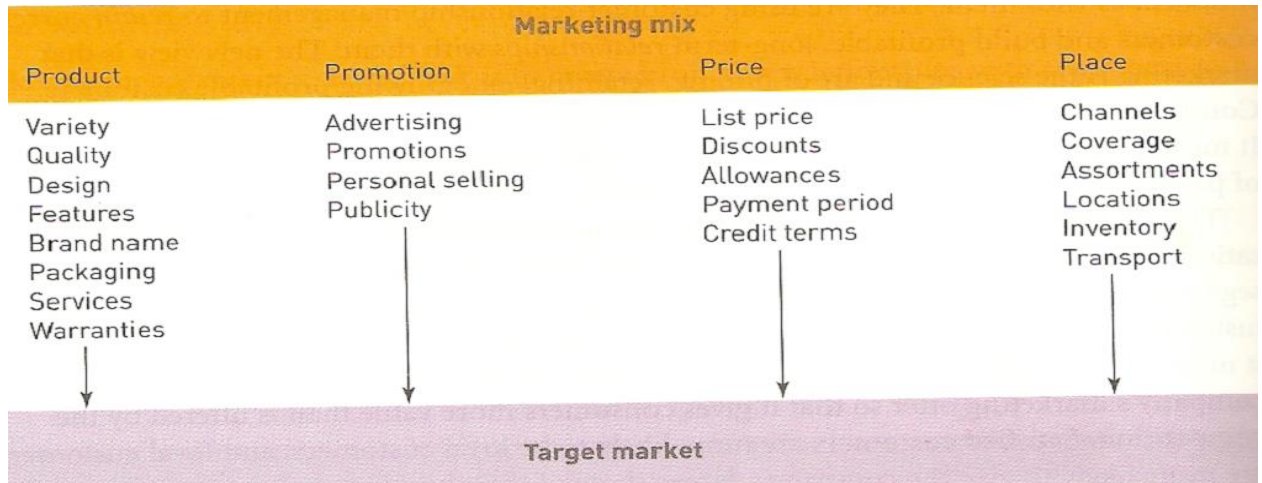 Marketing mix
Product
Variety
Quality
Design
Features
Brand name
Packaging
Services
Warranties
Promotion
Advertising
Promotions
Personal selling
Publicity
Price
List price
Discounts
Allowances
Payment period
Credit terms
Place
Channels
Coverage
Assortments
Locations
Inventory
Transport
Target market